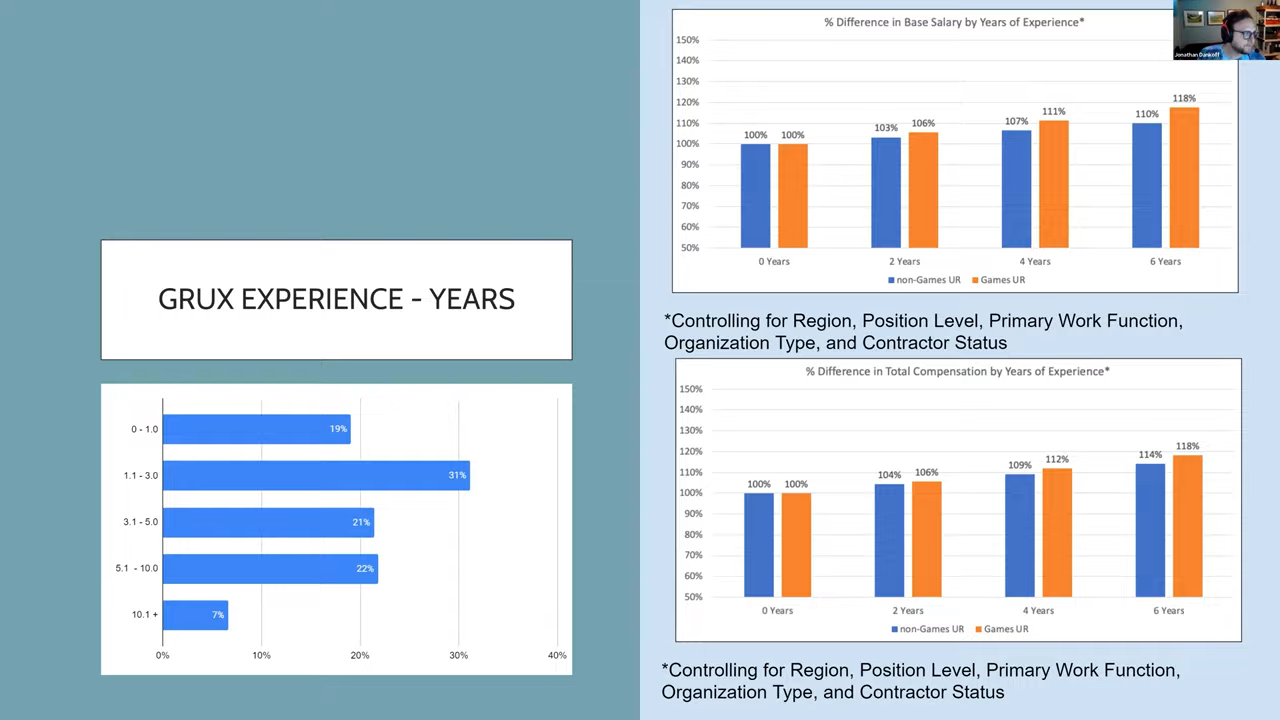 GRUX EXPERIENCE - YEARS
0 - 1.0
19%
1.1 - 3.0
31%
3.1 - 5.0
21%
5.1 - 10.0
22%
10.1 +
7%
0%
10%
20%
30%
40%
% Difference in Base Salary by Years of Experience*
150%
140%
130%
120%
110%
100%
90%
80%
70%
60%
50%
100%
100%
103%
106%
107%
111%
110%
118%
0 Years
2 Years
4 Years
6 Years
non-Games UR
Games UR
*Controlling for Region, Position Level, Primary Work Function,
Organization Type, and Contractor Status
% Difference in Total Compensation by Years of Experience*
150%
140%
130%
120%
110%
100%
90%
80%
70%
60%
50%
100%
100%
104%
106%
109%
112%
114%
118%
0 Years
2 Years
4 Years
6 Years
non-Games UR
Games UR
*Controlling for Region, Position Level, Primary Work Function,
Organization Type, and Contractor Status
Jonathan Dankoff